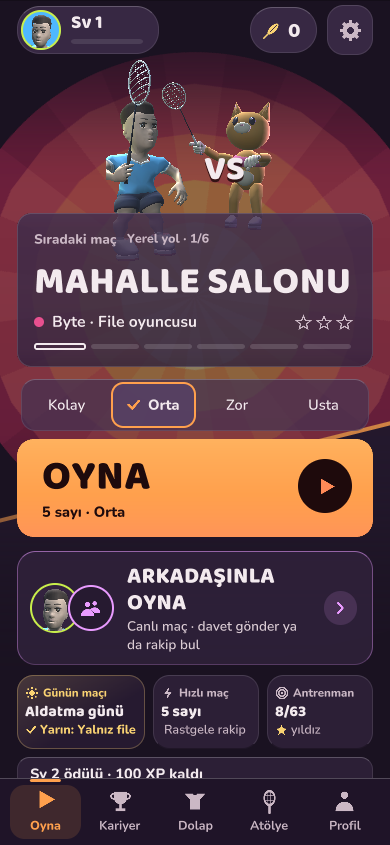 Sv 1
0
VS
Sıradaki maç Yerel yol · 1/6
MAHALLE SALONU
Byte · File oyuncusu
Kolay
Orta
Zor
Usta
OYNA
5 sayı · Orta
ARKADAŞINLA
OYNA
Canlı maç · davet gönder ya
da rakip bul
Günün maçı
Aldatma günü
Yarın: Yalnız file
Hızlı maç
5 sayı
Rastgele rakip
Antrenman
8/63
yıldız
Sv 2 ödülü · 100 XP kaldı
Oyna
Kariyer
Dolap
Atölye
Profil